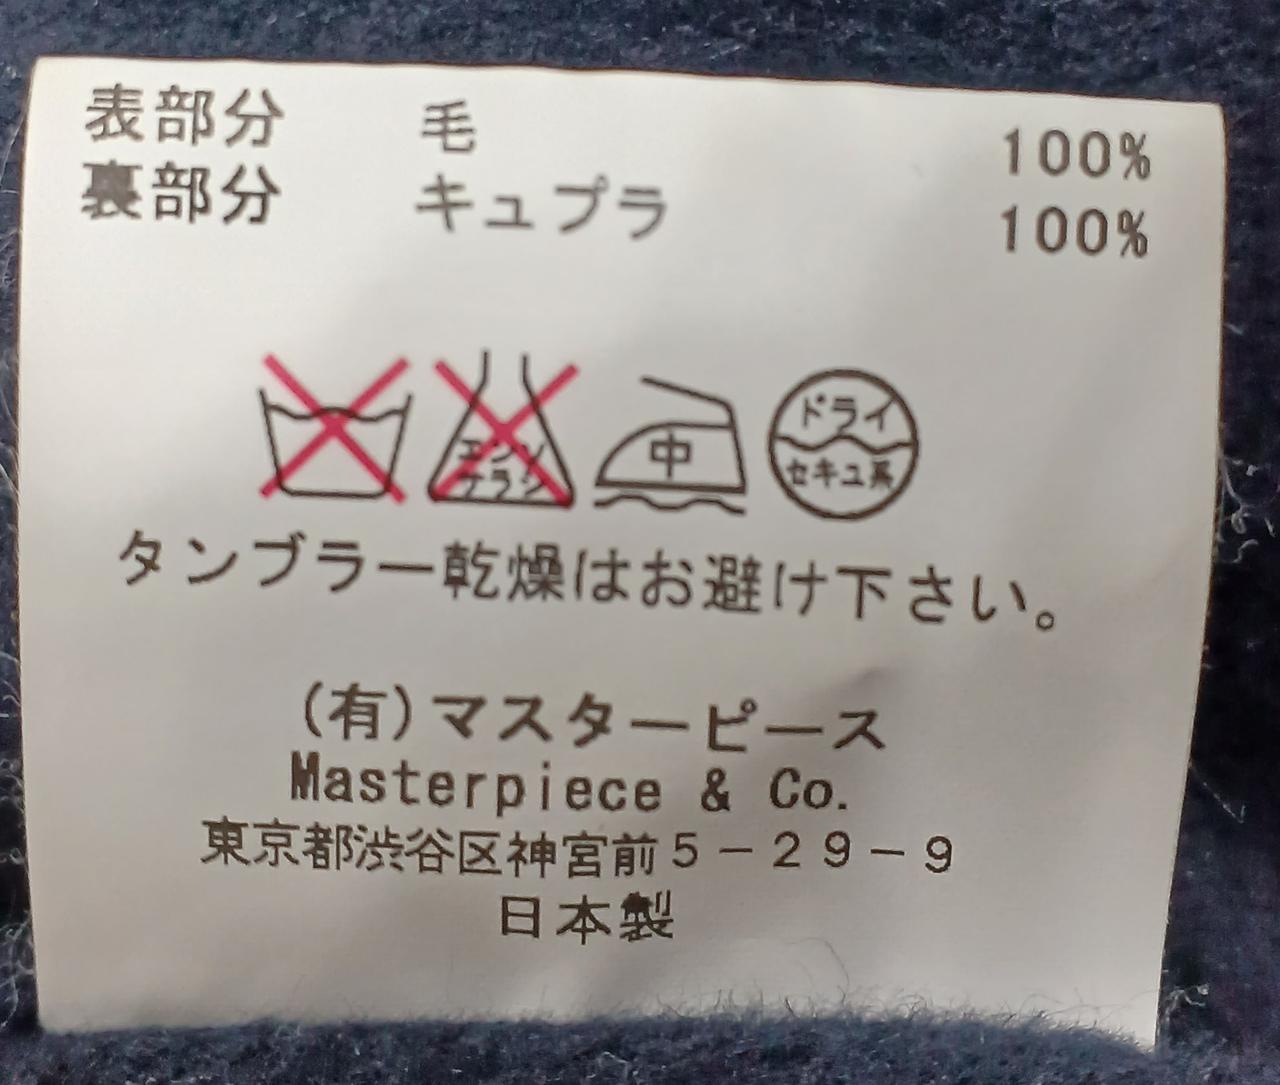 表部分 毛 100%
裏部分 キュプラ 100%
エンソ
テラシ
中
ドライ
セキユ系
タンブラー乾燥はお避け下さい。
(有)マスターピース
Masterpiece & Co.
東京都渋谷区神宮前5-29-9
日本製